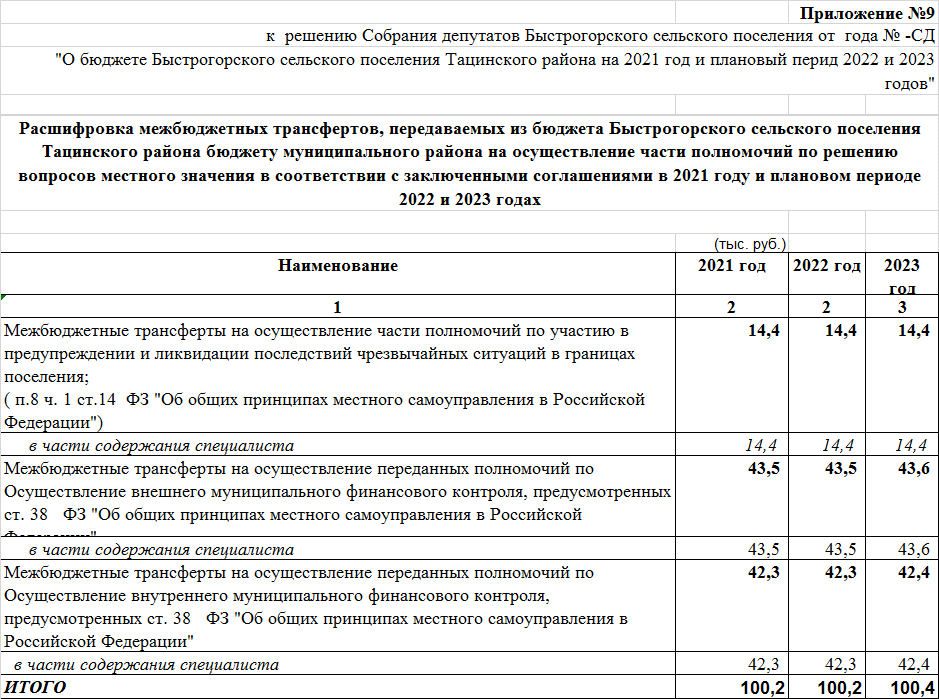 Приложение №9
к решению Собрания депутатов Быстрогорского сельского поселения от года № -СД
"О бюджете Быстрогорского сельского поселения Тацинского района на 2021 год и плановый перид 2022 и 2023
годов"
Расшифровка межбюджетных трансфертов, передаваемых из бюджета Быстрогорского сельского поселения
Тацинского района бюджету муниципального района на осуществление части полномочий по решению
вопросов местного значения в соответствии с заключенными соглашениями в 2021 году и плановом периоде
2022 и 2023 годах
(тыс. руб.)
Наименование 2021 год 2022 год 2023
год
1 2 2 3
Межбюджетные трансферты на осуществление части полномочий по участию в 14,4 14,4 14,4
предупреждении и ликвидации последствий чрезвычайных ситуаций в границах
поселения;
( п.8 ч. 1 ст.14 ФЗ "Об общих принципах местного самоуправления в Российской
Федерации")
в части содержания специалиста 14,4 14,4 14,4
Межбюджетные трансферты на осуществление переданных полномочий по 43,5 43,5 43,6
Осуществление внешнего муниципального финансового контроля, предусмотренных
ст. 38 ФЗ "Об общих принципах местного самоуправления в Российской
в части содержания специалиста 43,5 43,5 43,6
Межбюджетные трансферты на осуществление переданных полномочий по 42,3 42,3 42,4
Осуществление внутреннего муниципального финансового контроля,
предусмотренных ст. 38 ФЗ "Об общих принципах местного самоуправления в
Российской Федерации"
в части содержания специалиста 42,3 42,3 42,4
ИТОГО 100,2 100,2 100,4